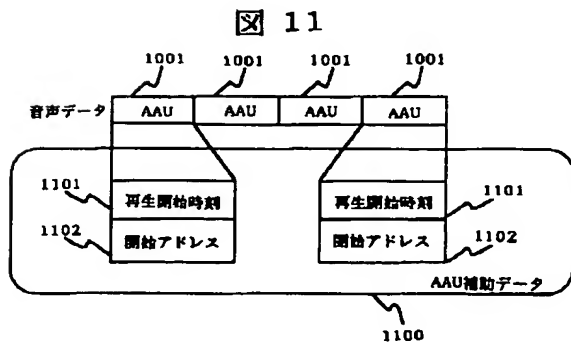 図 11
1001 1001 1001 1001
音声データ AAU AAU AAU AAU
1101 再生開始時刻 再生開始時刻 1101
1102 開始アドレス 開始アドレス 1102
AAU補助データ
1100